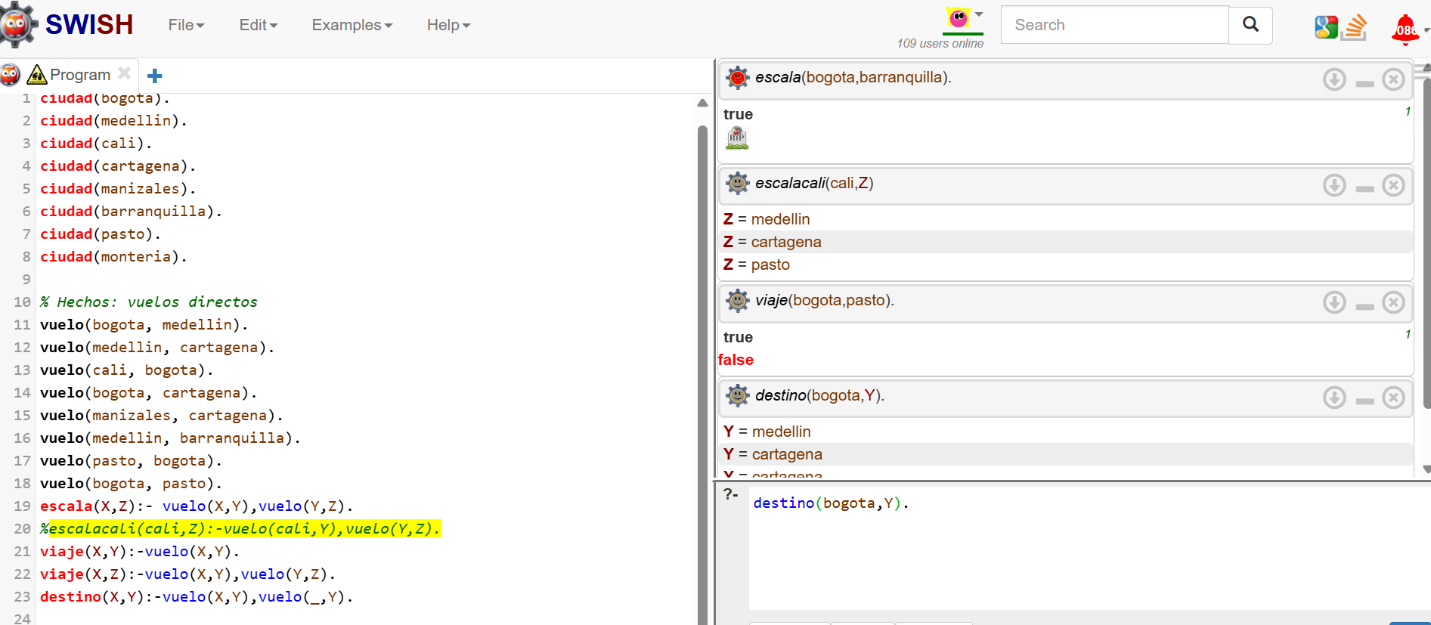 SWISH File Edit Examples Help 109 users online Search
Program
1 ciudad(bogota).
2 ciudad(medellin).
3 ciudad(cali).
4 ciudad(cartagena).
5 ciudad(manizales).
6 ciudad(barranquilla).
7 ciudad(pasto).
8 ciudad(monteria).
9
10 % Hechos: vuelos directos
11 vuelo(bogota, medellin).
12 vuelo(medellin, cartagena).
13 vuelo(cali, bogota).
14 vuelo(bogota, cartagena).
15 vuelo(manizales, cartagena).
16 vuelo(medellin, barranquilla).
17 vuelo(pasto, bogota).
18 vuelo(bogota, pasto).
19 escala(X,Z):- vuelo(X,Y),vuelo(Y,Z).
20 %escalacali(cali,Z):-vuelo(cali,Y),vuelo(Y,Z).
21 viaje(X,Y):-vuelo(X,Y).
22 viaje(X,Z):-vuelo(X,Y),vuelo(Y,Z).
23 destino(X,Y):-vuelo(X,Y),vuelo(_,Y).
24
escala(bogota,barranquilla).
true 1
escalacali(cali,Z)
Z = medellin
Z = cartagena
Z = pasto
viaje(bogota,pasto).
true 1
false
destino(bogota,Y).
Y = medellin
Y = cartagena
Y = cartagena
?- destino(bogota,Y).